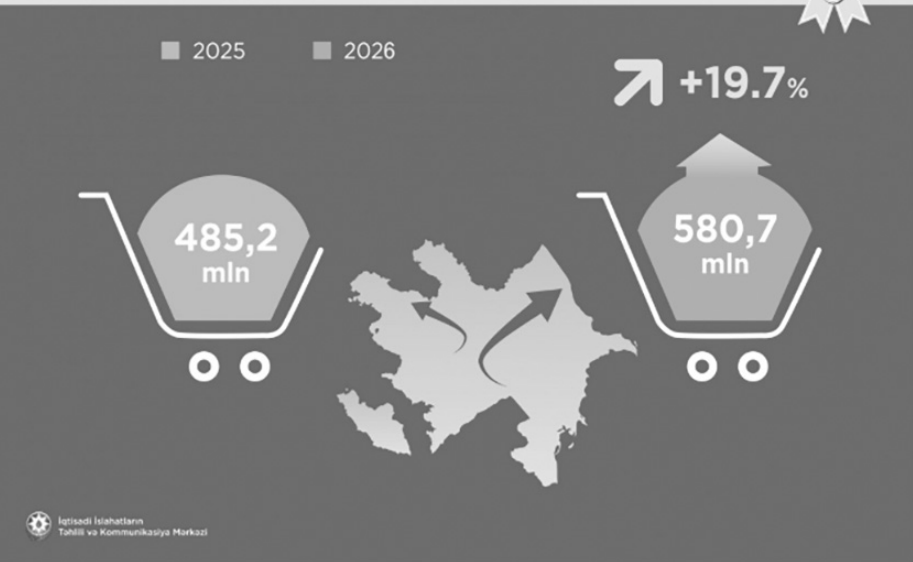 2025
2026
+19.7%
485,2
mln
580,7
mln
İqtisadi İslahatların
Təhlili və Kommunikasiya Mərkəzi